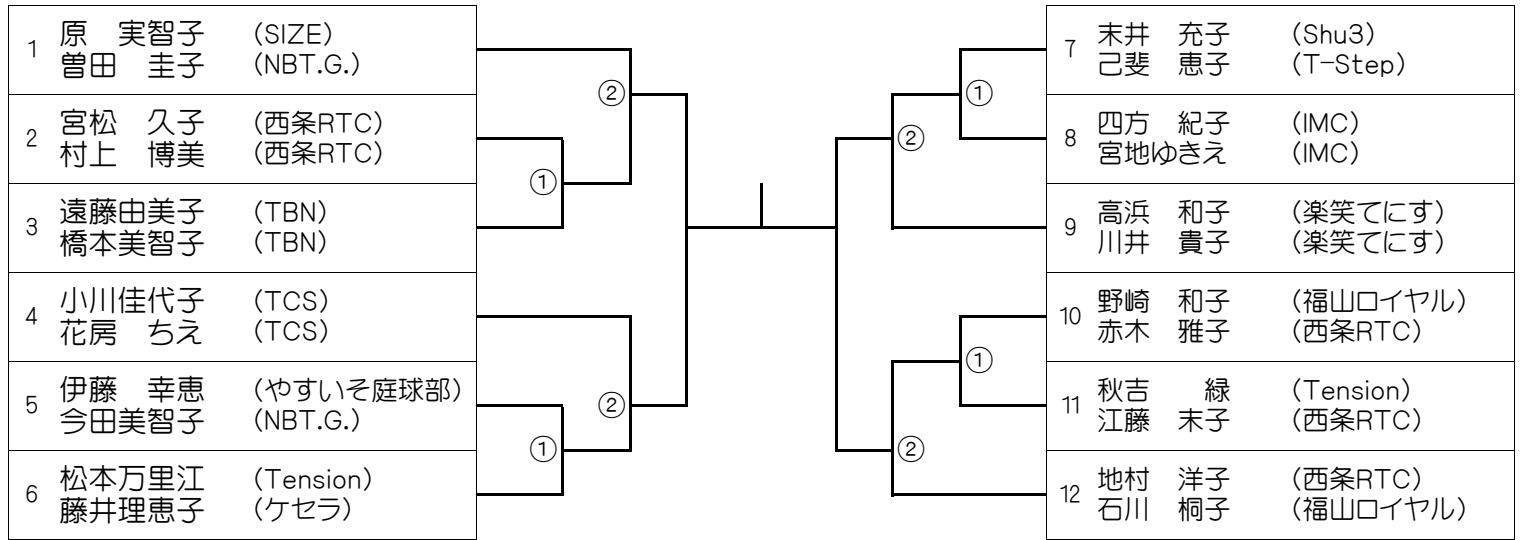 1 原　実智子 （SIZE）
曽田　圭子 （NBT.G.）
2 宮松　久子 （西条RTC）
村上　博美 （西条RTC）
3 遠藤由美子 （TBN）
橋本美智子 （TBN）
4 小川佳代子 （TCS）
花房　ちえ （TCS）
5 伊藤　幸恵 （やすいそ庭球部）
今田美智子 （NBT.G.）
6 松本万里江 （Tension）
藤井理恵子 （ケセラ）
②
①
②
①
①
②
①
②
7 末井　充子 （Shu3）
己斐　恵子 （T-Step）
8 四方　紀子 （IMC）
宮地ゆきえ （IMC）
9 高浜　和子 （楽笑てにす）
川井　貴子 （楽笑てにす）
10 野崎　和子 （福山ロイヤル）
赤木　雅子 （西条RTC）
11 秋吉　　緑 （Tension）
江藤　末子 （西条RTC）
12 地村　洋子 （西条RTC）
石川　桐子 （福山ロイヤル）